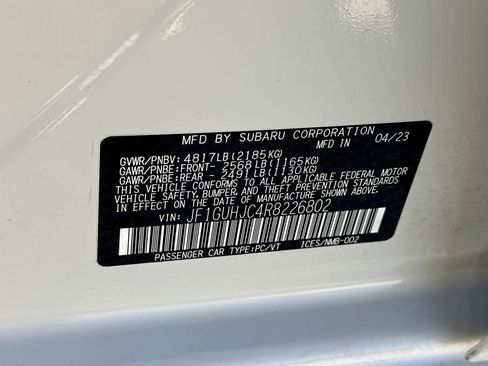 MFD BY SUBARU CORPORATION
MFD IN 04/23
GVWR/PNBV: 4817LB(2185KG)
GAWR/PNBE:FRONT- 2568LB(1165KG)
GAWR/PNBE:REAR - 2491LB(1130KG)
THIS VEHICLE CONFORMS TO ALL APPLICABLE FEDERAL MOTOR
VEHICLE SAFETY, BUMPER AND THEFT PREVENTION STANDARDS
IN EFFECT ON THE DATE OF MANUFACTURE SHOWN ABOVE.
VIN: JF1GUHJC4R8226802
PASSENGER CAR TYPE:PC/VT ICES/NMB-002